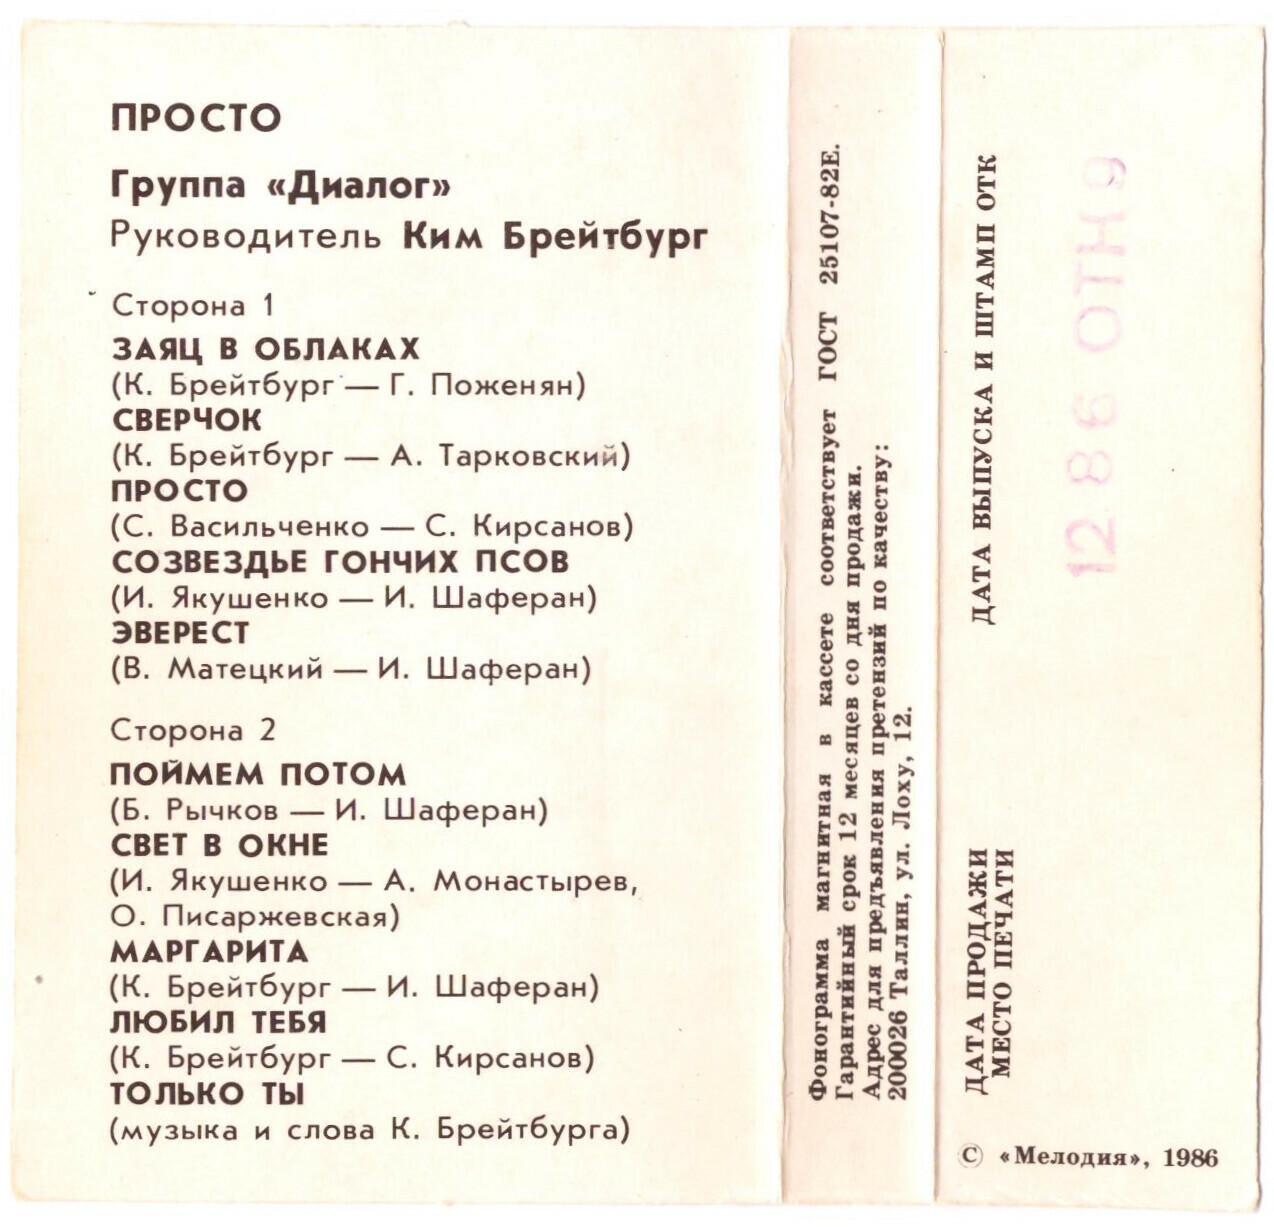 ПРОСТО
Группа «Диалог»
Руководитель Ким Брейтбург
Сторона 1
ЗАЯЦ В ОБЛАКАХ
(К. Брейтбург — Г. Поженян)
СВЕРЧОК
(К. Брейтбург — А. Тарковский)
ПРОСТО
(С. Васильченко — С. Кирсанов)
СОЗВЕЗДЬЕ ГОНЧИХ ПСОВ
(И. Якушенко — И. Шаферан)
ЭВЕРЕСТ
(В. Матецкий — И. Шаферан)
Сторона 2
ПОЙМЕМ ПОТОМ
(Б. Рычков — И. Шаферан)
СВЕТ В ОКНЕ
(И. Якушенко — А. Монастырев,
О. Писаржевская)
МАРГАРИТА
(К. Брейтбург — И. Шаферан)
ЛЮБИЛ ТЕБЯ
(К. Брейтбург — С. Кирсанов)
ТОЛЬКО ТЫ
(музыка и слова К. Брейтбурга)
Фонограмма магнитная в кассете соответствует ГОСТ 25107-82Е.
Гарантийный срок 12 месяцев со дня продажи.
Адрес для предъявления претензий по качеству:
200026 Таллин, ул. Лоху, 12.
ДАТА ВЫПУСКА И ШТАМП ОТК
12 86 ОТН 9
ДАТА ПРОДАЖИ
МЕСТО ПЕЧАТИ
© «Мелодия», 1986